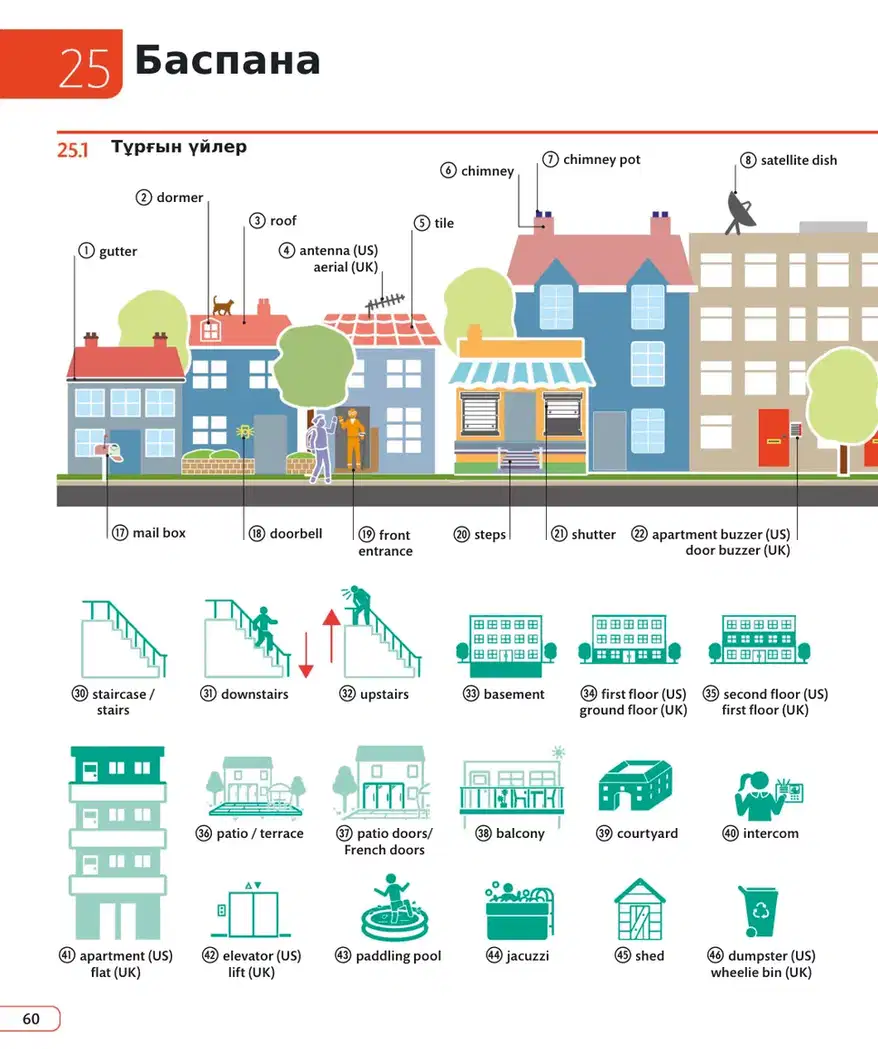 25 Баспана
25.1 Тұрғын үйлер
① gutter
② dormer
③ roof
④ antenna (US)
aerial (UK)
⑤ tile
⑥ chimney
⑦ chimney pot
⑧ satellite dish
⑰ mail box
⑱ doorbell
⑲ front
entrance
⑳ steps
㉑ shutter
㉒ apartment buzzer (US)
door buzzer (UK)
㉚ staircase /
stairs
㉛ downstairs
㉜ upstairs
㉝ basement
㉞ first floor (US)
ground floor (UK)
㉟ second floor (US)
first floor (UK)
㊱ patio / terrace
㊲ patio doors/
French doors
㊳ balcony
㊴ courtyard
㊵ intercom
㊶ apartment (US)
flat (UK)
㊷ elevator (US)
lift (UK)
㊸ paddling pool
㊹ jacuzzi
㊺ shed
㊻ dumpster (US)
wheelie bin (UK)
60